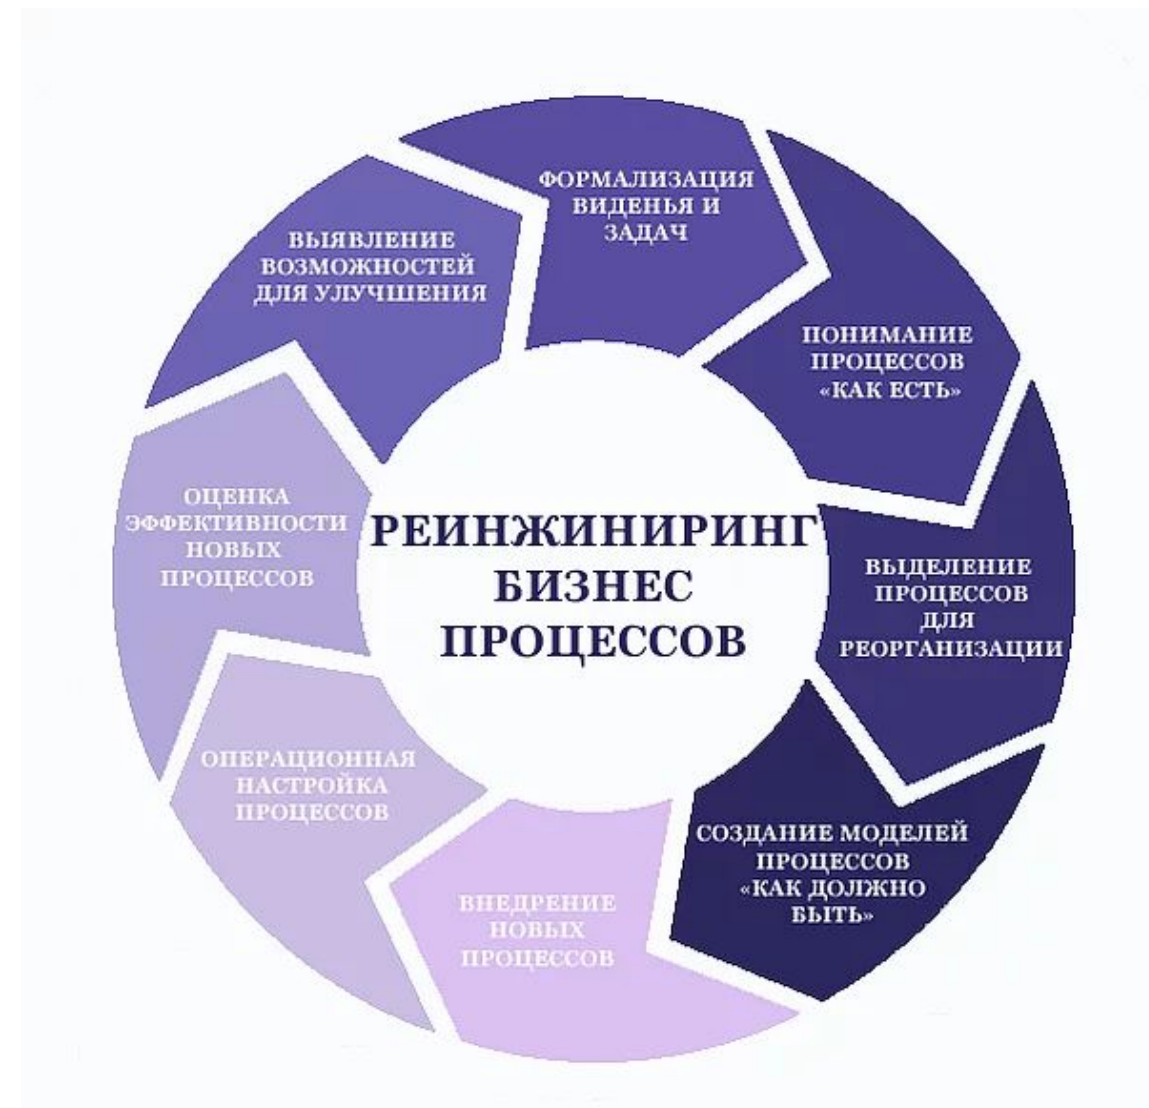 ФОРМАЛИЗАЦИЯ
ВИДЕНЬЯ И
ЗАДАЧ
ПОНИМАНИЕ
ПРОЦЕССОВ
«КАК ЕСТЬ»
ВЫДЕЛЕНИЕ
ПРОЦЕССОВ
ДЛЯ
РЕОРГАНИЗАЦИИ
СОЗДАНИЕ МОДЕЛЕЙ
ПРОЦЕССОВ
«КАК ДОЛЖНО
БЫТЬ»
ВНЕДРЕНИЕ
НОВЫХ
ПРОЦЕССОВ
ОПЕРАЦИОННАЯ
НАСТРОЙКА
ПРОЦЕССОВ
ОЦЕНКА
ЭФФЕКТИВНОСТИ
НОВЫХ
ПРОЦЕССОВ
ВЫЯВЛЕНИЕ
ВОЗМОЖНОСТЕЙ
ДЛЯ УЛУЧШЕНИЯ
РЕИНЖИНИРИНГ
БИЗНЕС
ПРОЦЕССОВ